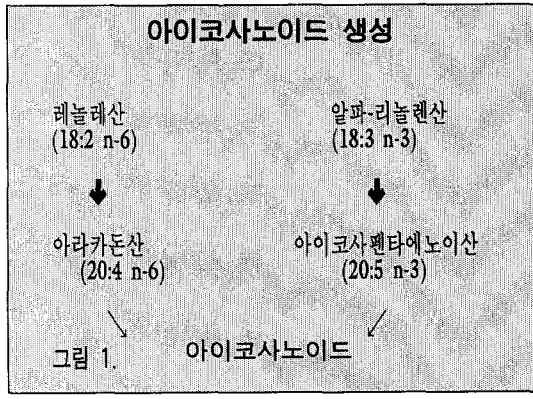 아이코사노이드 생성
레놀레산 알파-리놀렌산
(18:2 n-6) (18:3 n-3)
아라카돈산 아이코사펜타에노이산
(20:4 n-6) (20:5 n-3)
그림 1. 아이코사노이드